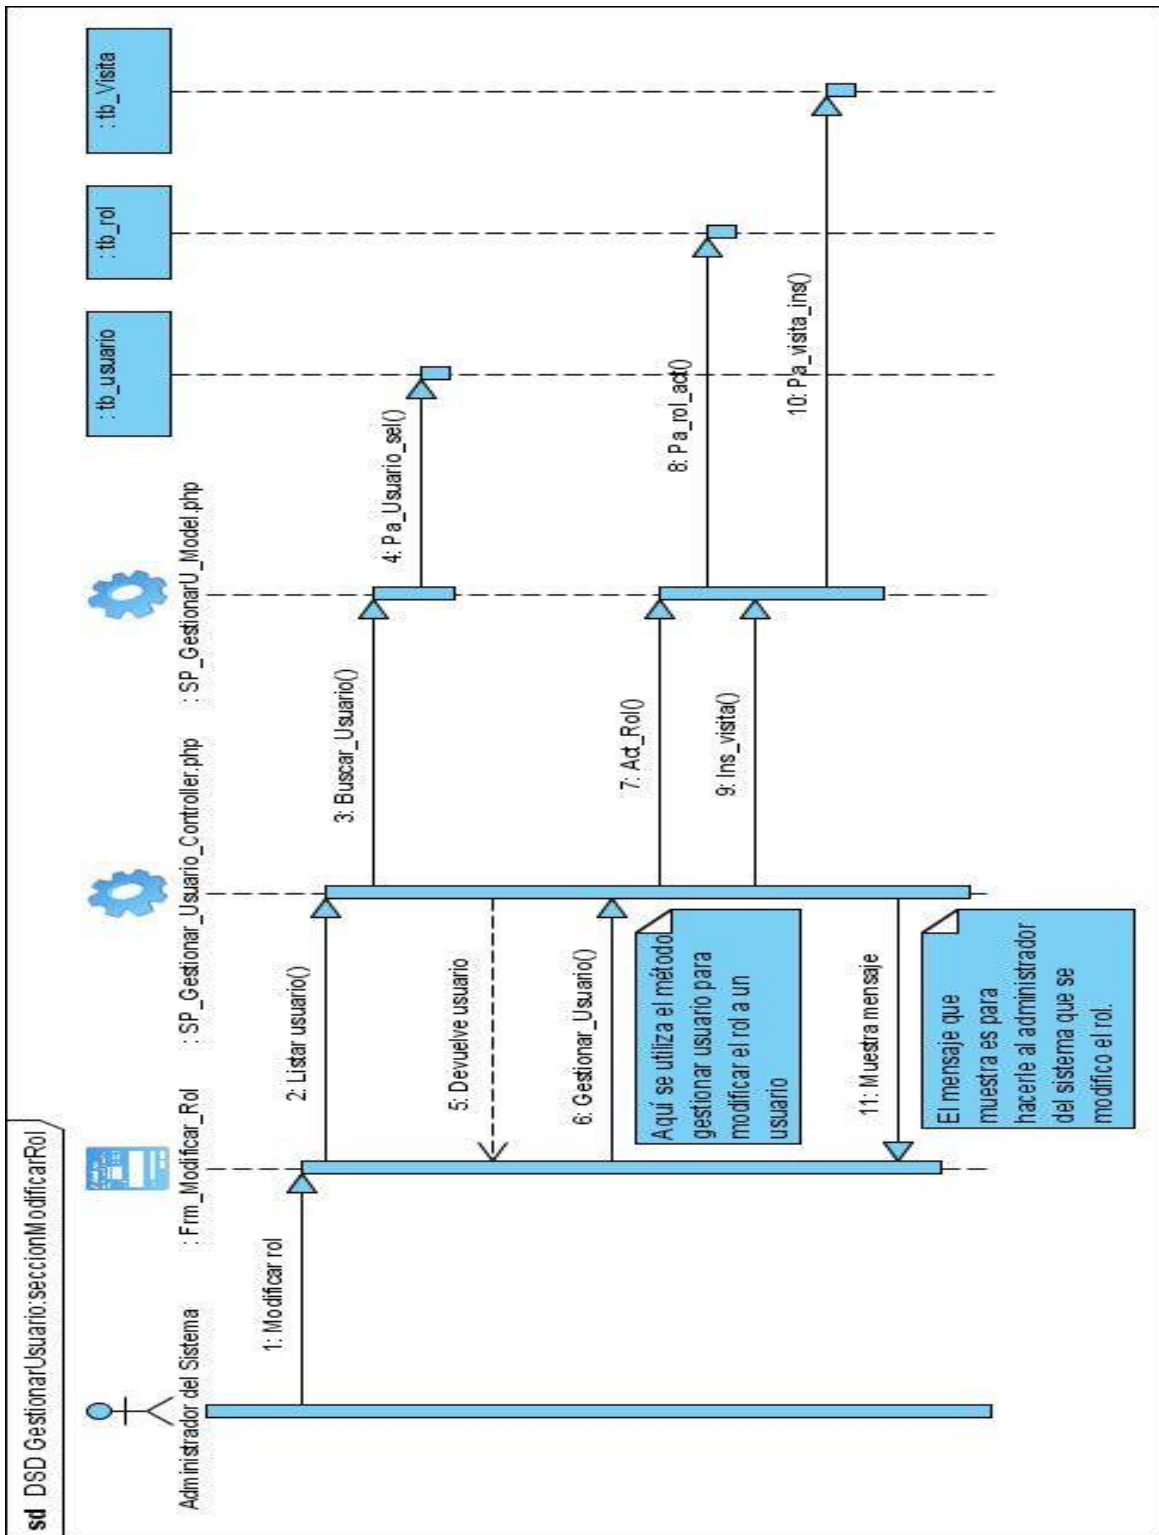 sd DSD GestionarUsuario:seccionModificarRol
Administrador del Sistema
: Frm_Modificar_Rol
: SP_Gestionar_Usuario_Controller.php
: SP_GestionarU_Model.php
: tb_usuario
: tb_rol
: tb_Visita
1: Modificar rol
2: Listar usuario()
3: Buscar_Usuario()
4: Pa_Usuario_sel()
5: Devuelve usuario
6: Gestionar_Usuario()
Aquí se utiliza el método
gestionar usuario para
modificar el rol a un
usuario
7: Act_Rol()
8: Pa_rol_act()
9: Ins_visita()
10: Pa_visita_ins()
11: Muestra mensaje
El mensaje que
muestra es para
hacerle al administrador
del sistema que se
modifico el rol.